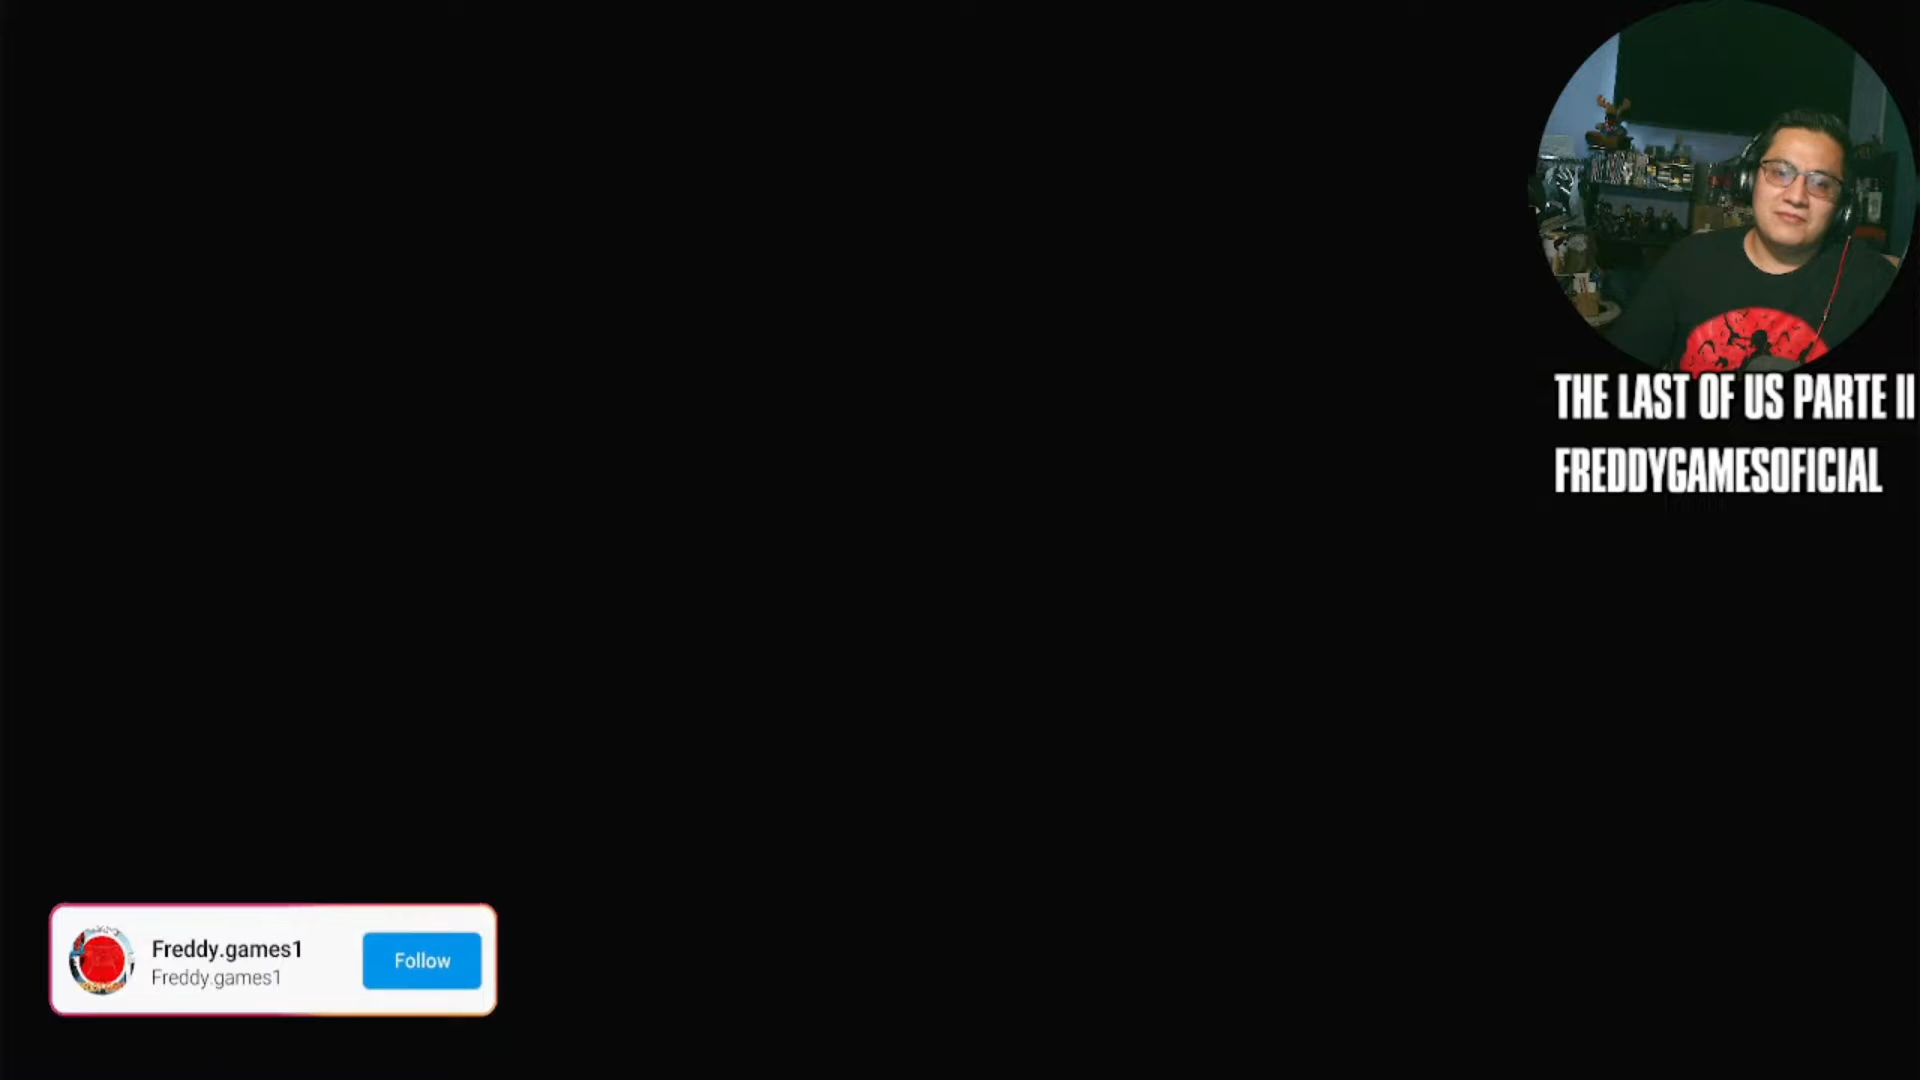 THE LAST OF US PARTE II
FREDDYGAMESOFICIAL
Freddy.games1
Freddy.games1
Follow